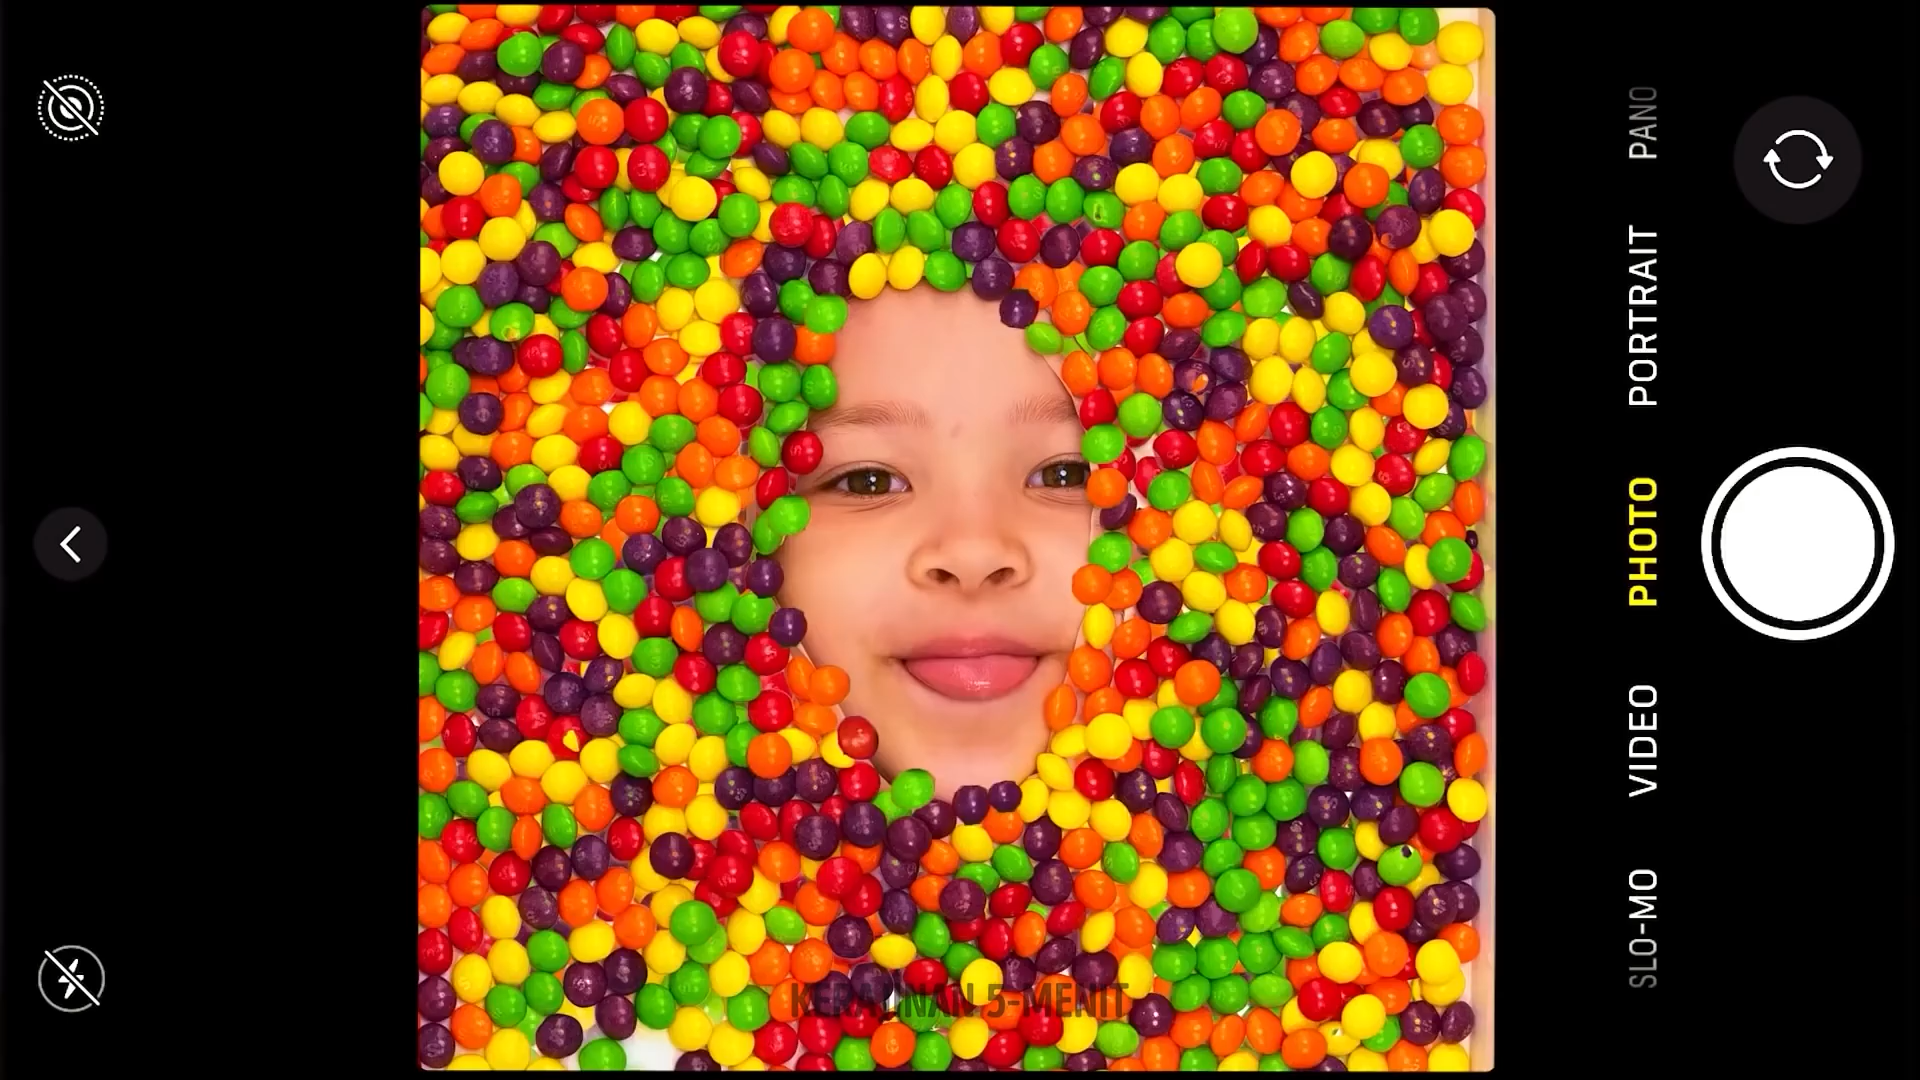 PANO
PORTRAIT
PHOTO
VIDEO
SLO-MO
KERAJINAN 5-MENIT